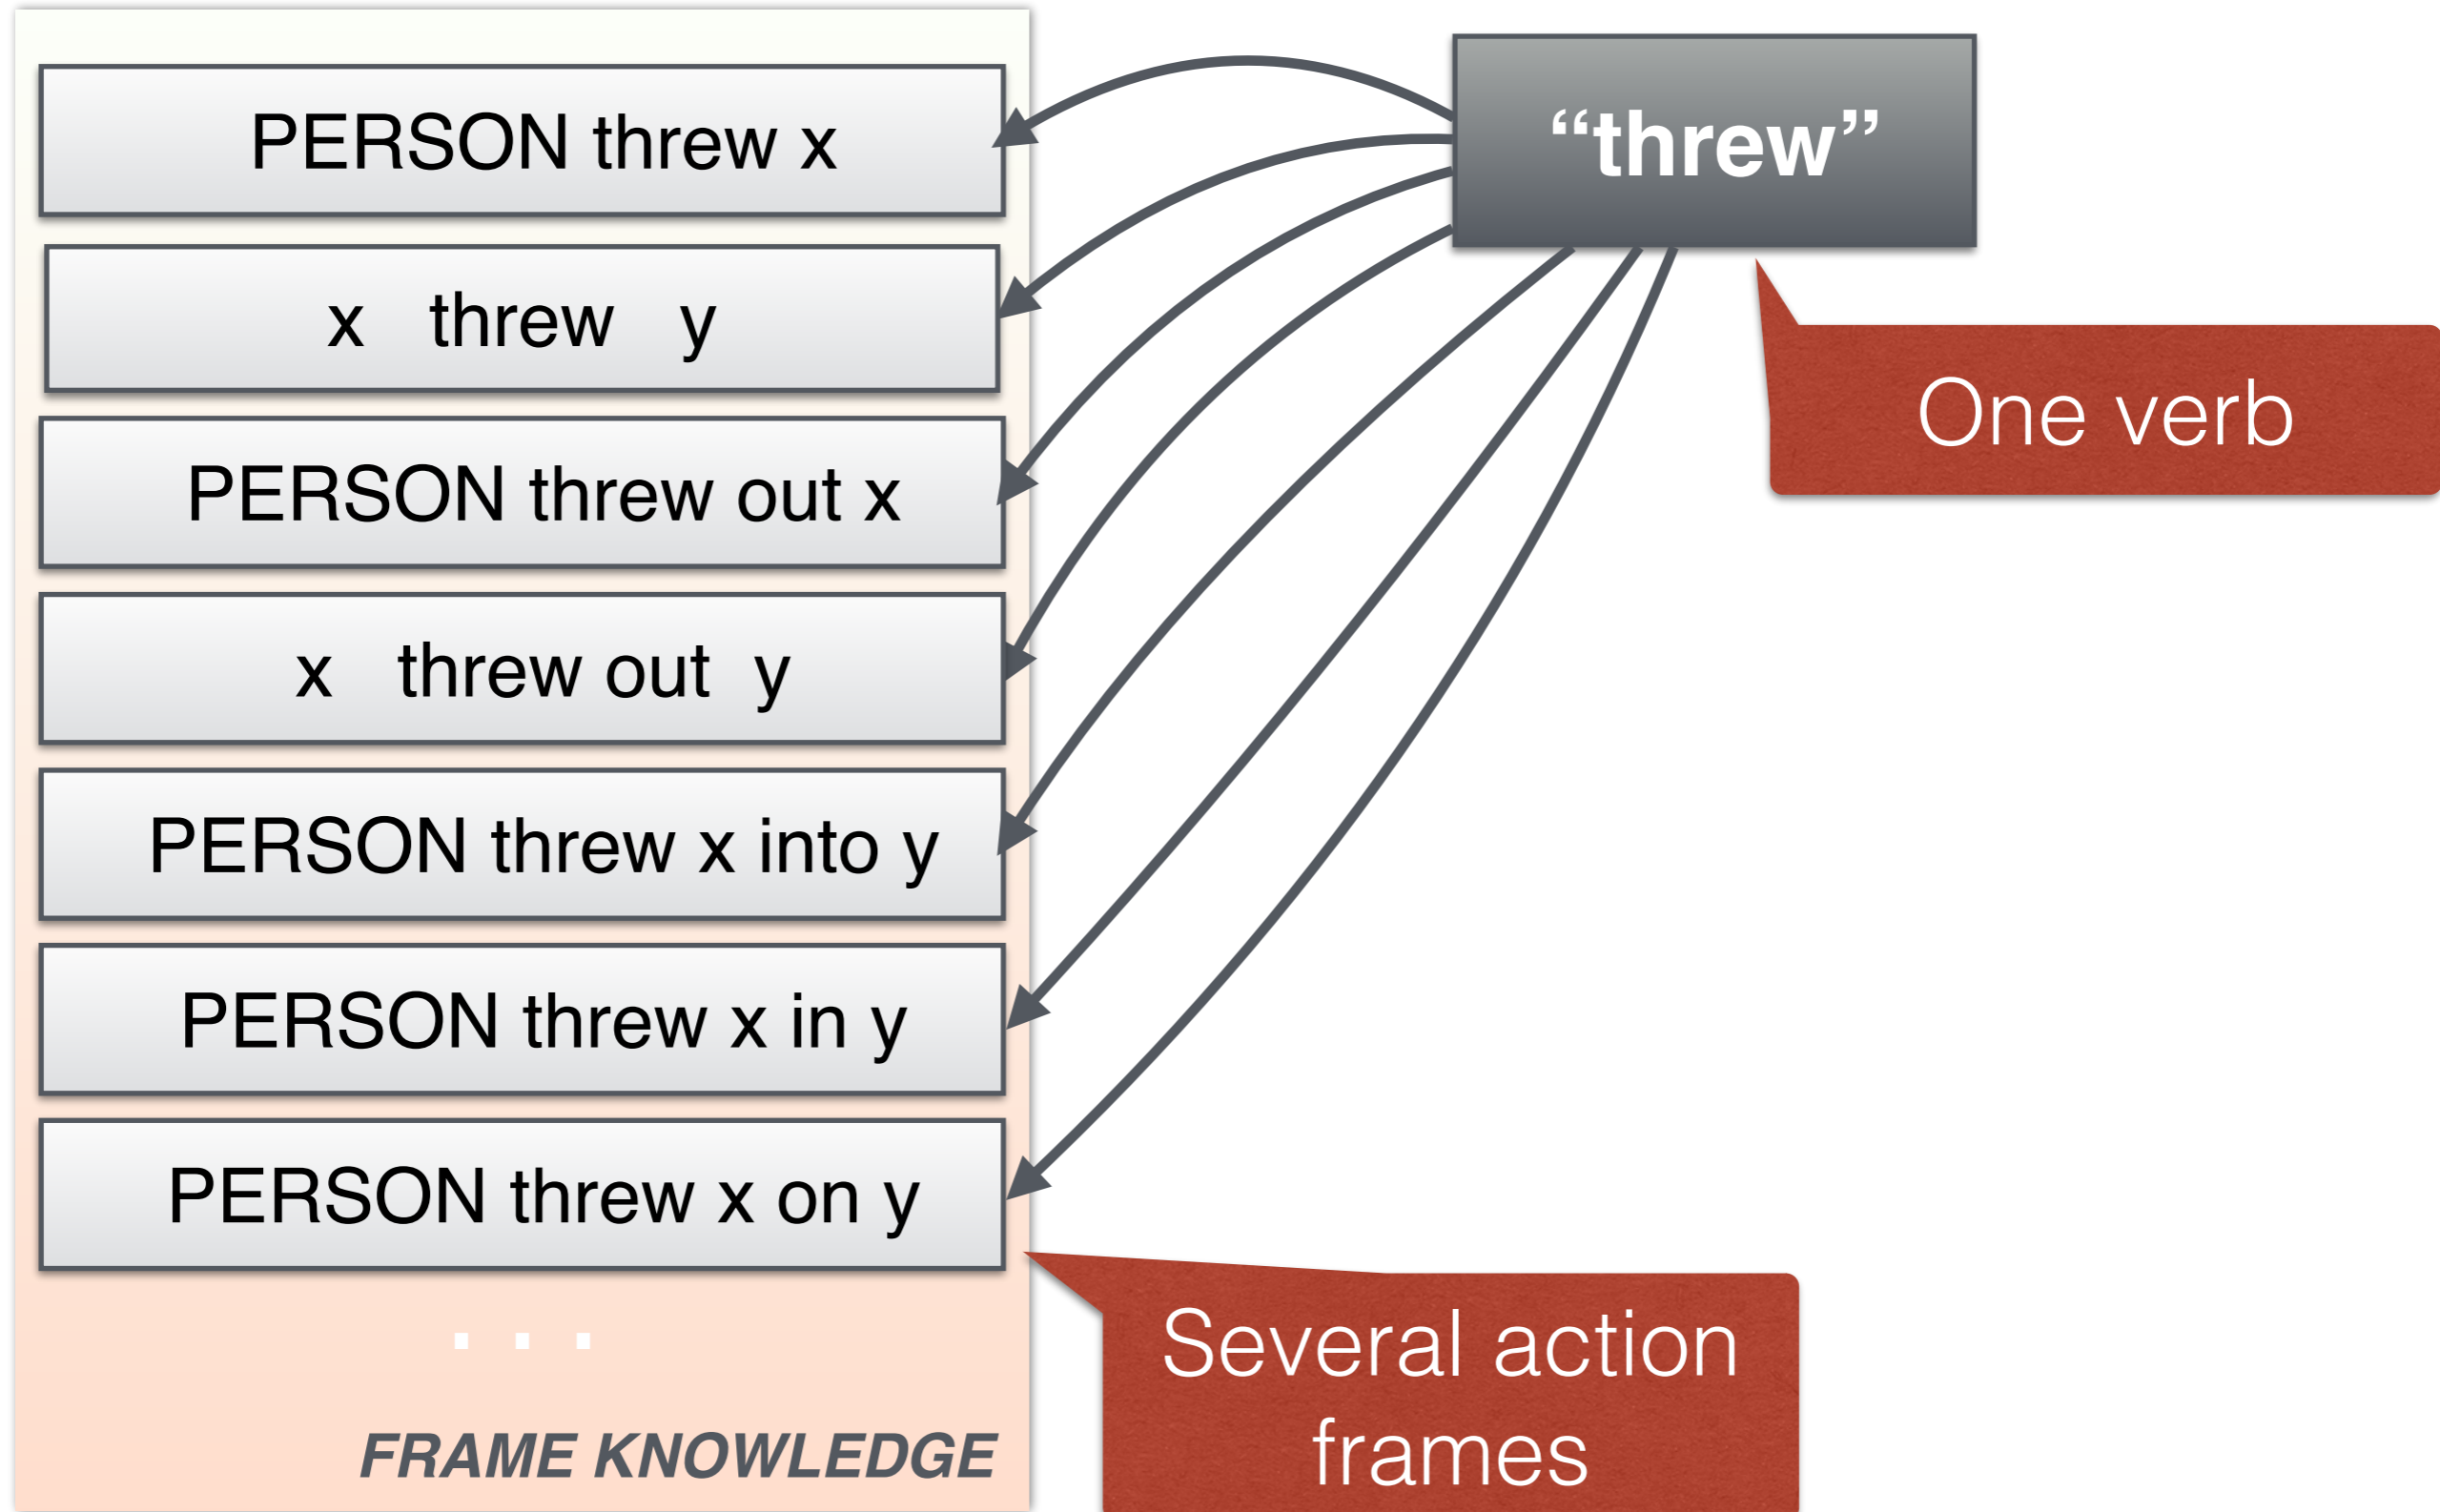 PERSON threw x
“threw”
x threw y
One verb
PERSON threw out x
x threw out y
PERSON threw x into y
PERSON threw x in y
PERSON threw x on y
. . .
Several action
frames
FRAME KNOWLEDGE